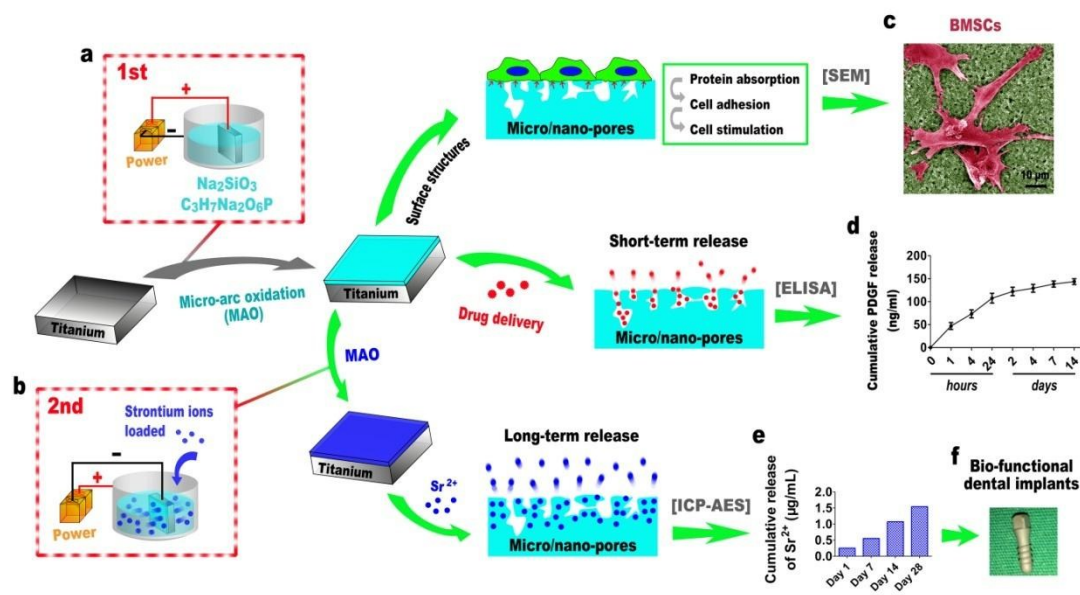 a
1st
+
-
Power
Na₂SiO₃
C₃H₇Na₂O₆P
Titanium
Micro-arc oxidation
(MAO)
Titanium
Surface structures
Micro/nano-pores
Protein absorption
Cell adhesion
Cell stimulation
[SEM]
c
BMSCs
10 μm
Drug delivery
Short-term release
Micro/nano-pores
[ELISA]
d
Cumulative PDGF release
(ng/ml)
200
150
100
50
0
0 1 4 24 2 4 7 14
hours days
MAO
b
2nd
Strontium ions
loaded
-
+
Power
Titanium
Sr²⁺
Long-term release
Micro/nano-pores
[ICP-AES]
e
Cumulative release
of Sr²⁺ (μg/mL)
2.0
1.5
1.0
0.5
0.0
Day 1 Day 7 Day 14 Day 28
f
Bio-functional
dental implants